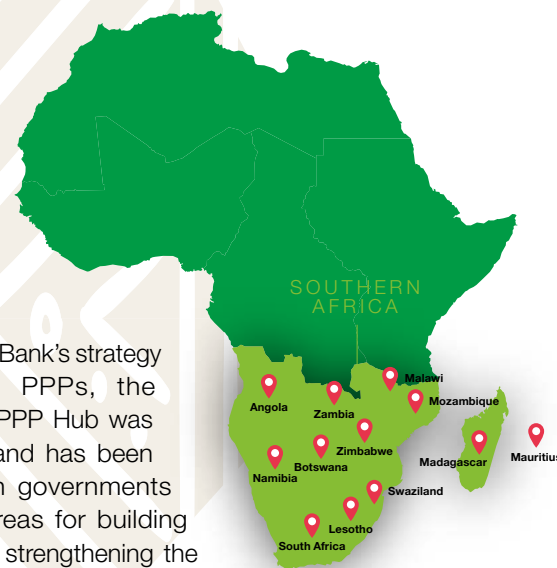 SOUTHERN
AFRICA
Bank's strategy
PPPs, the
PPP Hub was
and has been
governments
for building
strengthening the
Malawi
Angola
Zambia
Mozambique
Zimbabwe
Botswana
Namibia
Madagascar
Mauritius
Swaziland
Lesotho
South Africa